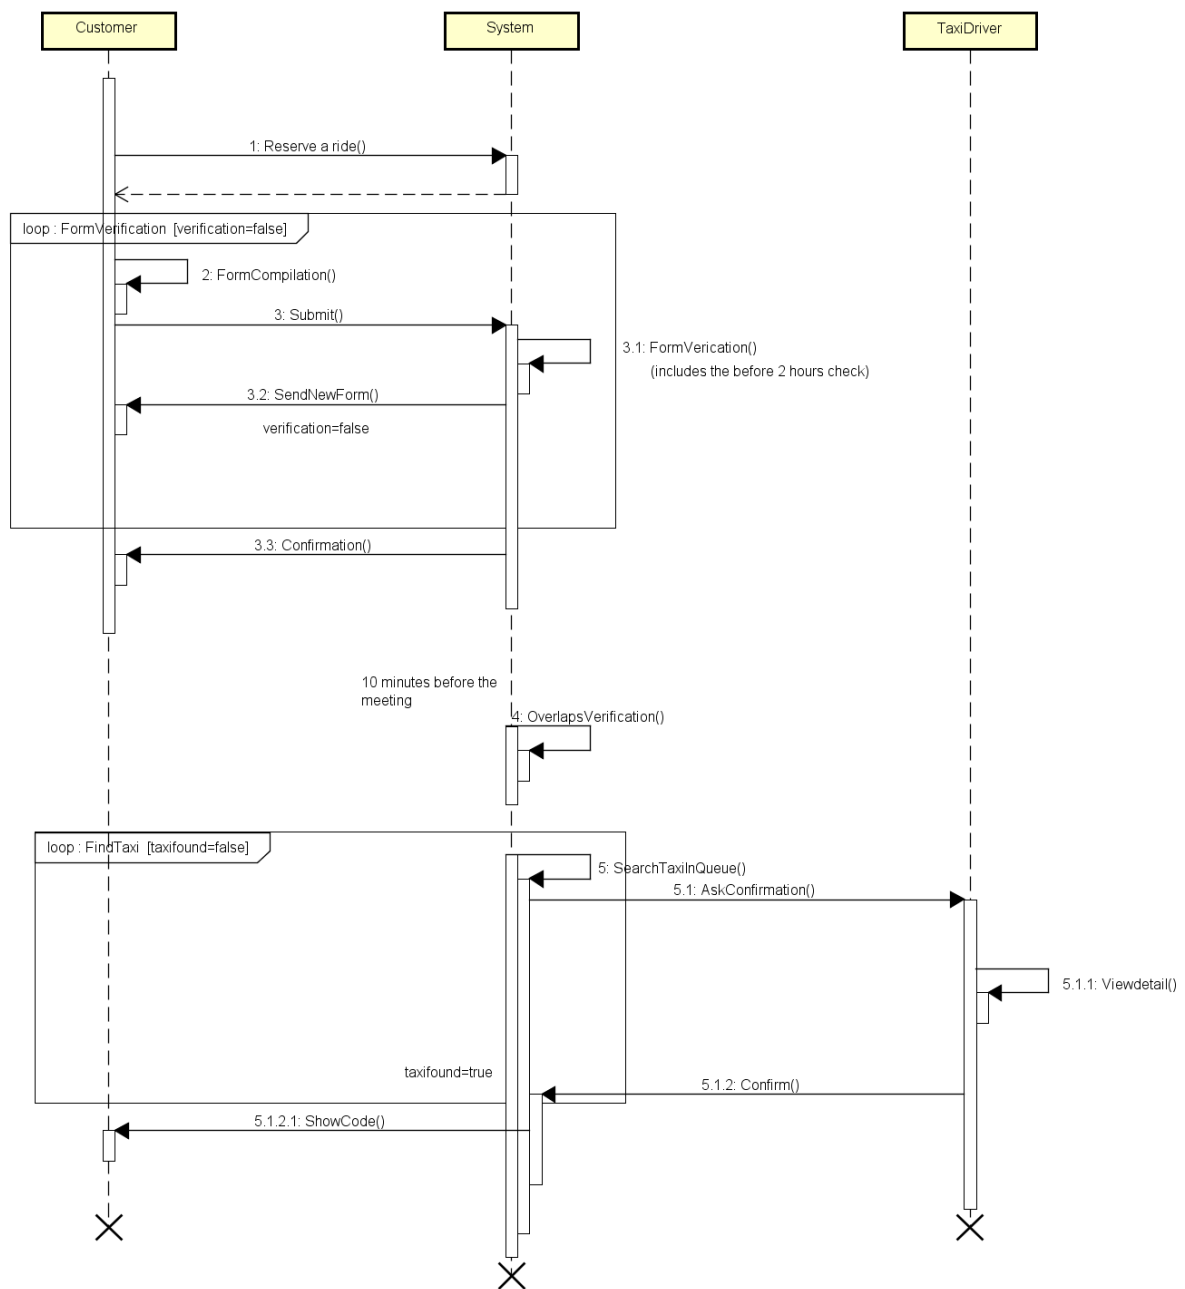 Customer
System
TaxiDriver
1: Reserve a ride()
loop : FormVerification [verification=false]
2: FormCompilation()
3: Submit()
3.1: FormVerication()
(includes the before 2 hours check)
3.2: SendNewForm()
verification=false
3.3: Confirmation()
10 minutes before the
meeting
4: OverlapsVerification()
loop : FindTaxi [taxifound=false]
5: SearchTaxiInQueue()
5.1: AskConfirmation()
5.1.1: Viewdetail()
taxifound=true
5.1.2: Confirm()
5.1.2.1: ShowCode()